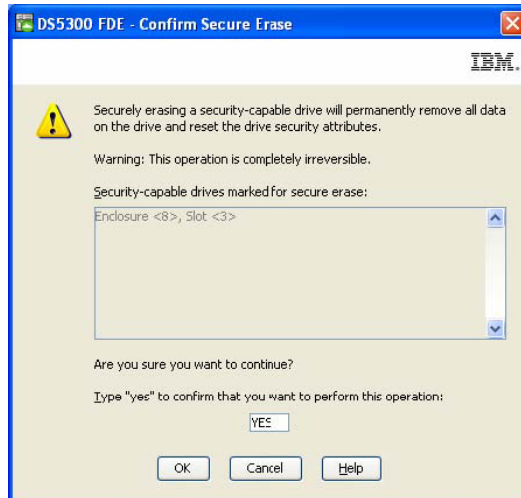 DS5300 FDE - Confirm Secure Erase
IBM.
Securely erasing a security-capable drive will permanently remove all data
on the drive and reset the drive security attributes.
Warning: This operation is completely irreversible.
Security-capable drives marked for secure erase:
Enclosure <8>, Slot <3>
Are you sure you want to continue?
Type "yes" to confirm that you want to perform this operation:
YES
OK Cancel Help